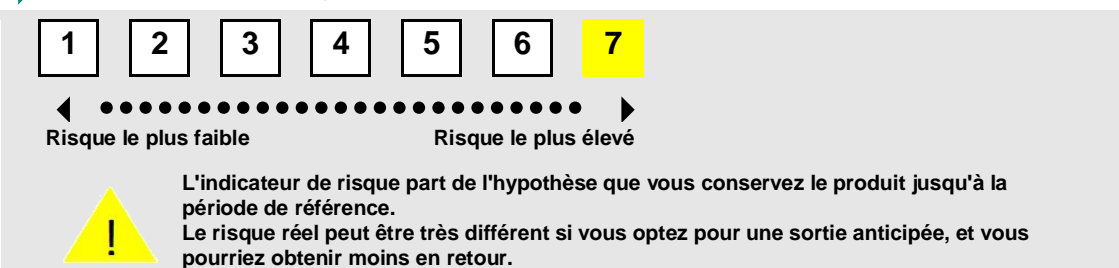 1 2 3 4 5 6 7
Risque le plus faible Risque le plus élevé
L'indicateur de risque part de l'hypothèse que vous conservez le produit jusqu'à la
période de référence.
Le risque réel peut être très différent si vous optez pour une sortie anticipée, et vous
! pourriez obtenir moins en retour.